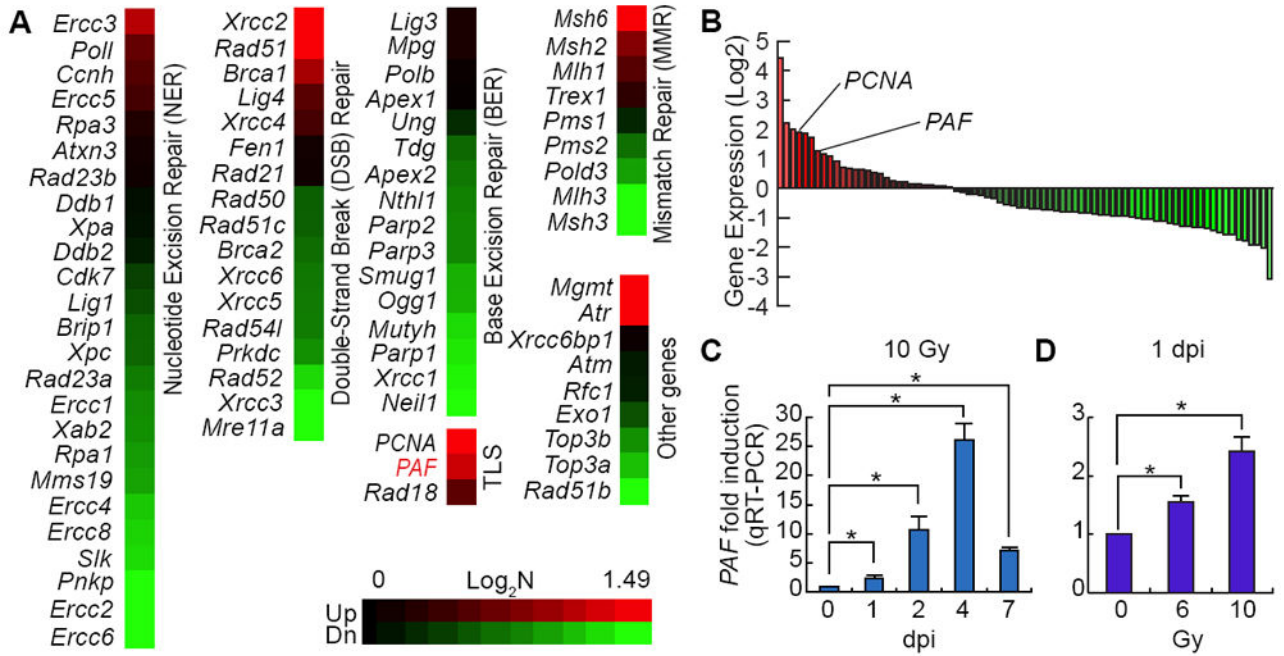 A
Ercc3
Poll
Ccnh
Ercc5
Rpa3
Atxn3
Rad23b
Ddb1
Xpa
Ddb2
Cdk7
Lig1
Brip1
Xpc
Rad23a
Ercc1
Xab2
Rpa1
Mms19
Ercc4
Ercc8
Slk
Pnkp
Ercc2
Ercc6
Nucleotide Excision Repair (NER)
Xrcc2
Rad51
Brca1
Lig4
Xrcc4
Fen1
Rad21
Rad50
Rad51c
Brca2
Xrcc6
Xrcc5
Rad54l
Prkdc
Rad52
Xrcc3
Mre11a
Double-Strand Break (DSB) Repair
Lig3
Mpg
Polb
Apex1
Ung
Tdg
Apex2
Nthl1
Parp2
Parp3
Smug1
Ogg1
Mutyh
Parp1
Xrcc1
Neil1
Base Excision Repair (BER)
PCNA
PAF
Rad18
TLS
Msh6
Msh2
Mlh1
Trex1
Pms1
Pms2
Pold3
Mlh3
Msh3
Mismatch Repair (MMR)
Mgmt
Atr
Xrcc6bp1
Atm
Rfc1
Exo1
Top3b
Top3a
Rad51b
Other genes
0 Log2N 1.49
Up
Dn
B
Gene Expression (Log2)
5
4
3
2
1
0
-1
-2
-3
-4
PCNA
PAF
C
10 Gy
PAF fold induction
(qRT-PCR)
30
25
20
15
10
5
0
* * * *
0 1 2 4 7
dpi
D
1 dpi
3
2
1
0
* *
0 6 10
Gy